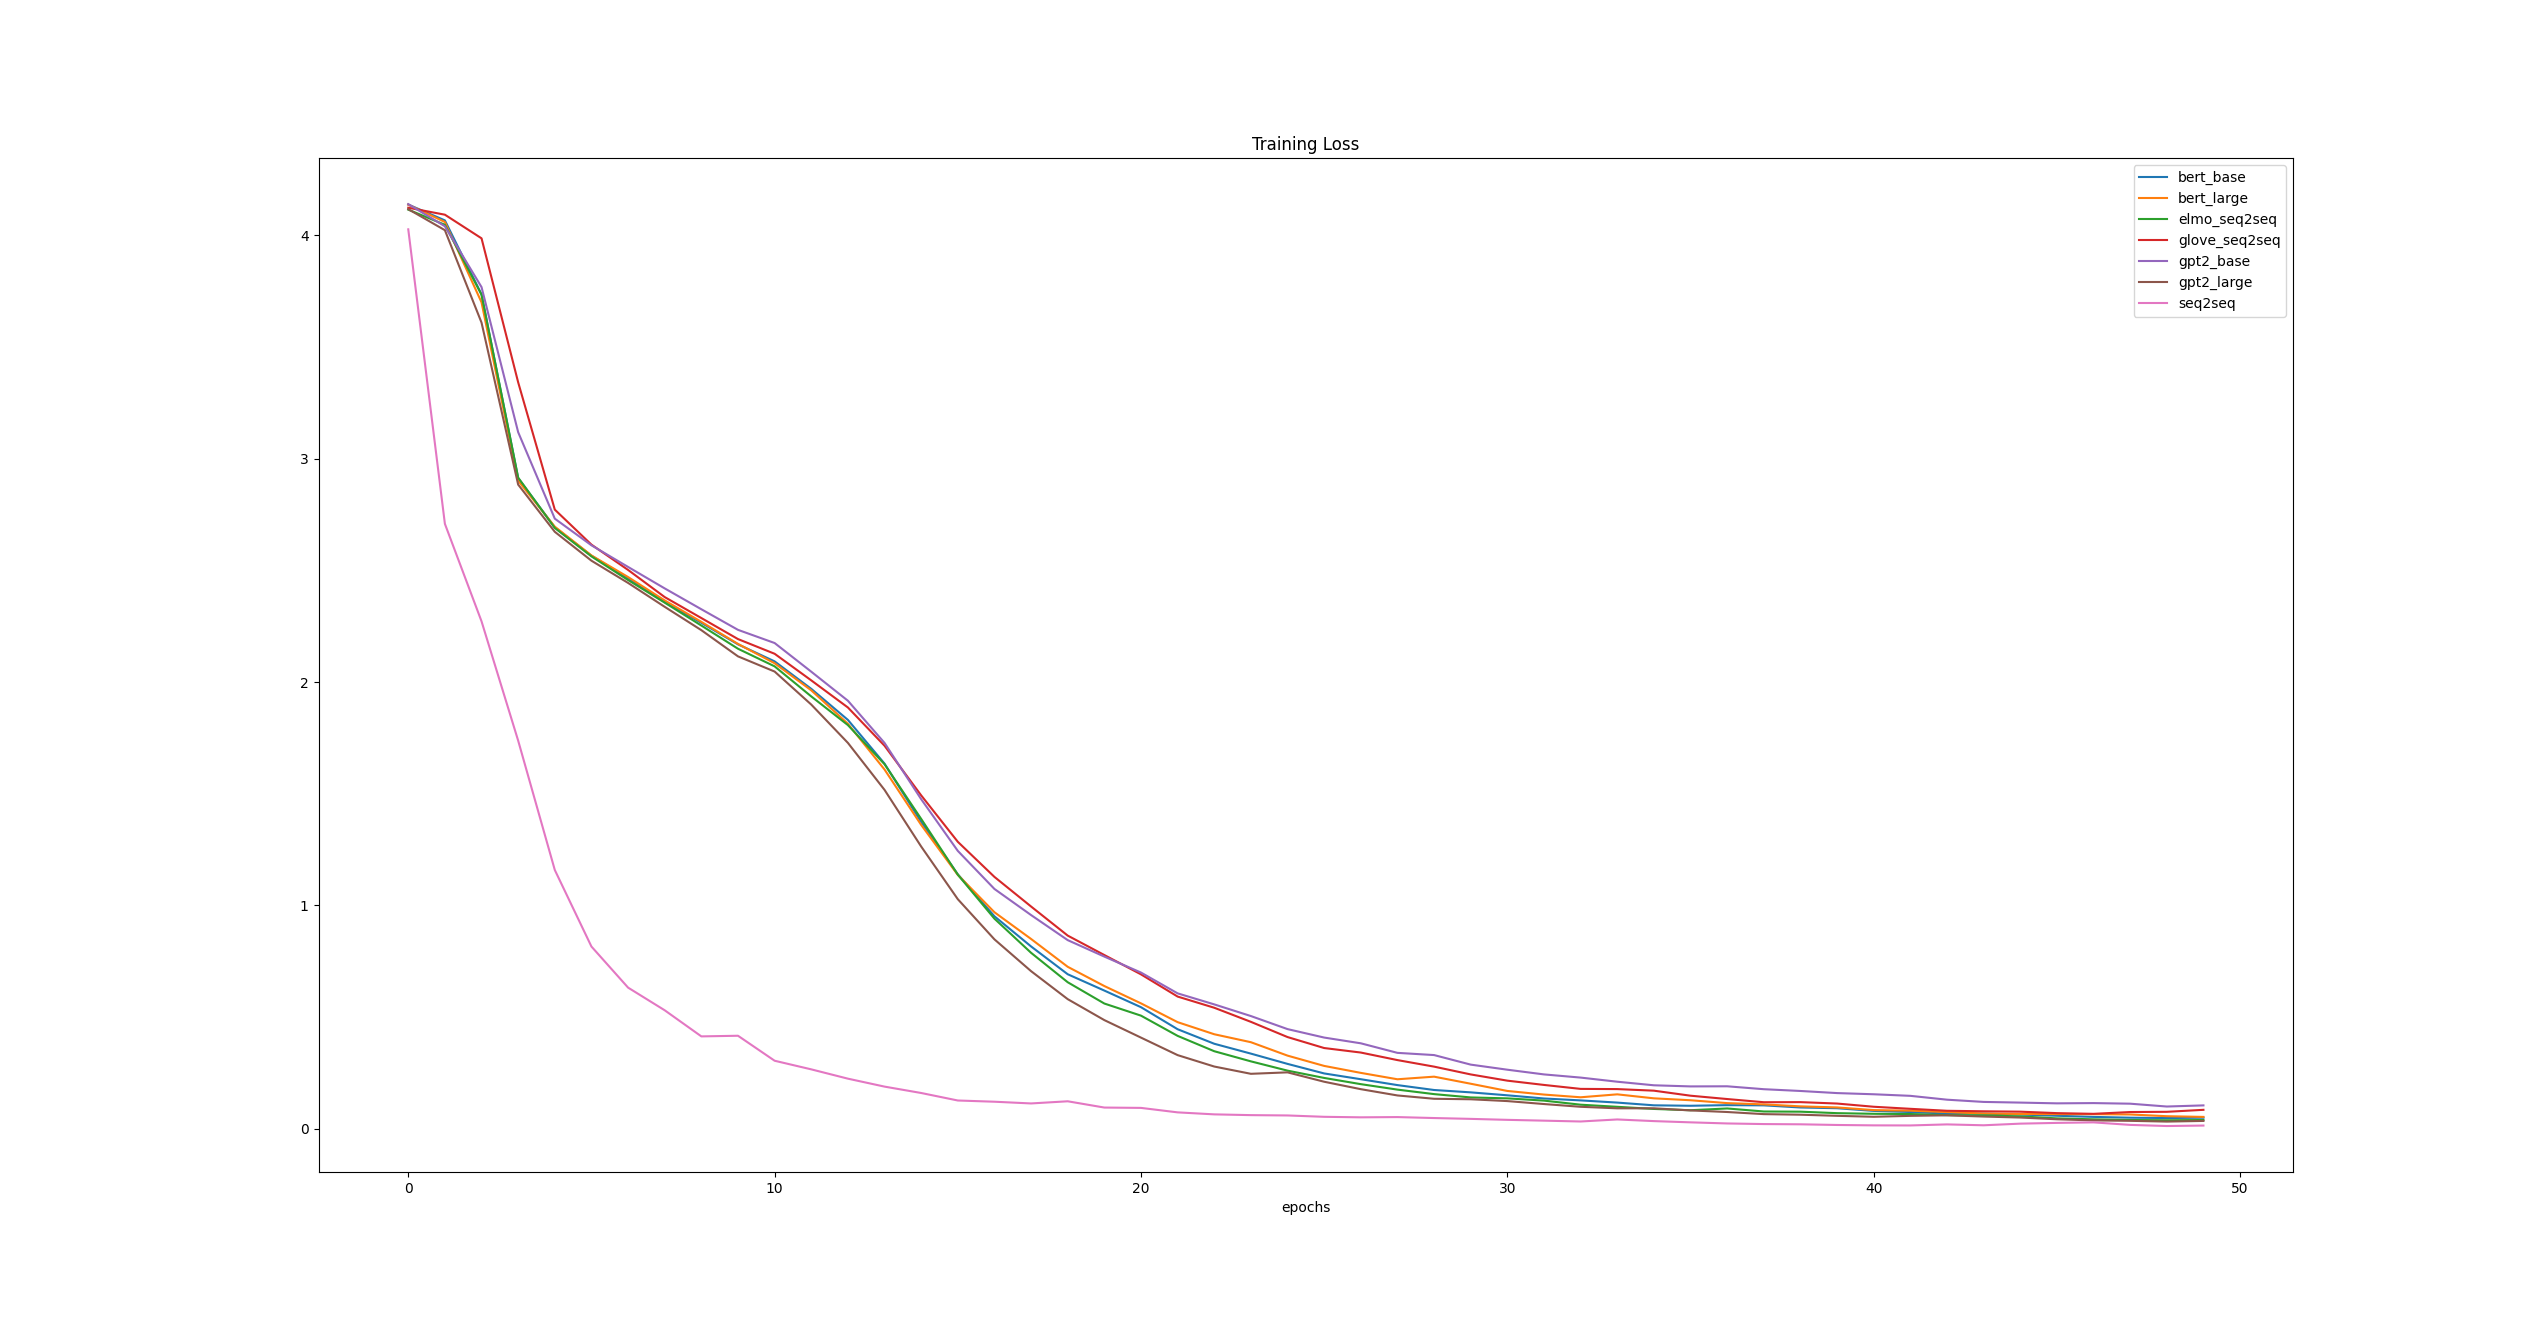 Training Loss
bert_base
bert_large
elmo_seq2seq
glove_seq2seq
gpt2_base
gpt2_large
seq2seq
4
3
2
1
0
0 10 20 30 40 50
epochs